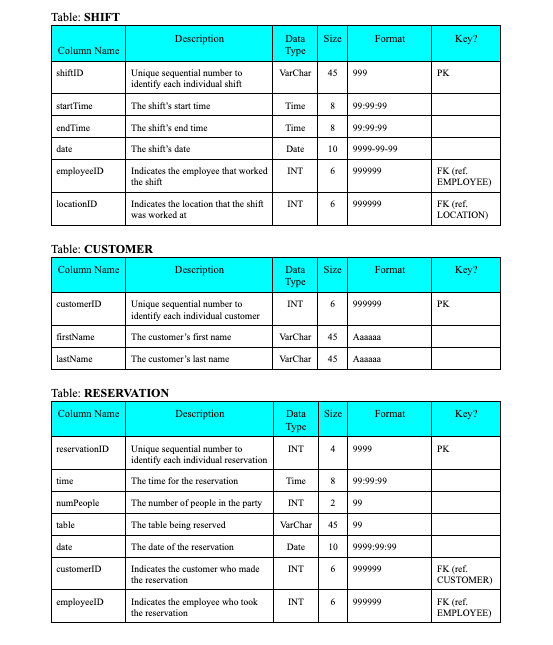 Table: SHIFT
Column Name Description Data Type Size Format Key?
shiftID Unique sequential number to identify each individual shift VarChar 45 999 PK
startTime The shift's start time Time 8 99:99:99
endTime The shift's end time Time 8 99:99:99
date The shift's date Date 10 9999-99-99
employeeID Indicates the employee that worked the shift INT 6 999999 FK (ref. EMPLOYEE)
locationID Indicates the location that the shift was worked at INT 6 999999 FK (ref. LOCATION)
Table: CUSTOMER
Column Name Description Data Type Size Format Key?
customerID Unique sequential number to identify each individual customer INT 6 999999 PK
firstName The customer's first name VarChar 45 Aaaaaa
lastName The customer's last name VarChar 45 Aaaaaa
Table: RESERVATION
Column Name Description Data Type Size Format Key?
reservationID Unique sequential number to identify each individual reservation INT 4 9999 PK
time The time for the reservation Time 8 99:99:99
numPeople The number of people in the party INT 2 99
table The table being reserved VarChar 45 99
date The date of the reservation Date 10 9999:99:99
customerID Indicates the customer who made the reservation INT 6 999999 FK (ref. CUSTOMER)
employeeID Indicates the employee who took the reservation INT 6 999999 FK (ref. EMPLOYEE)